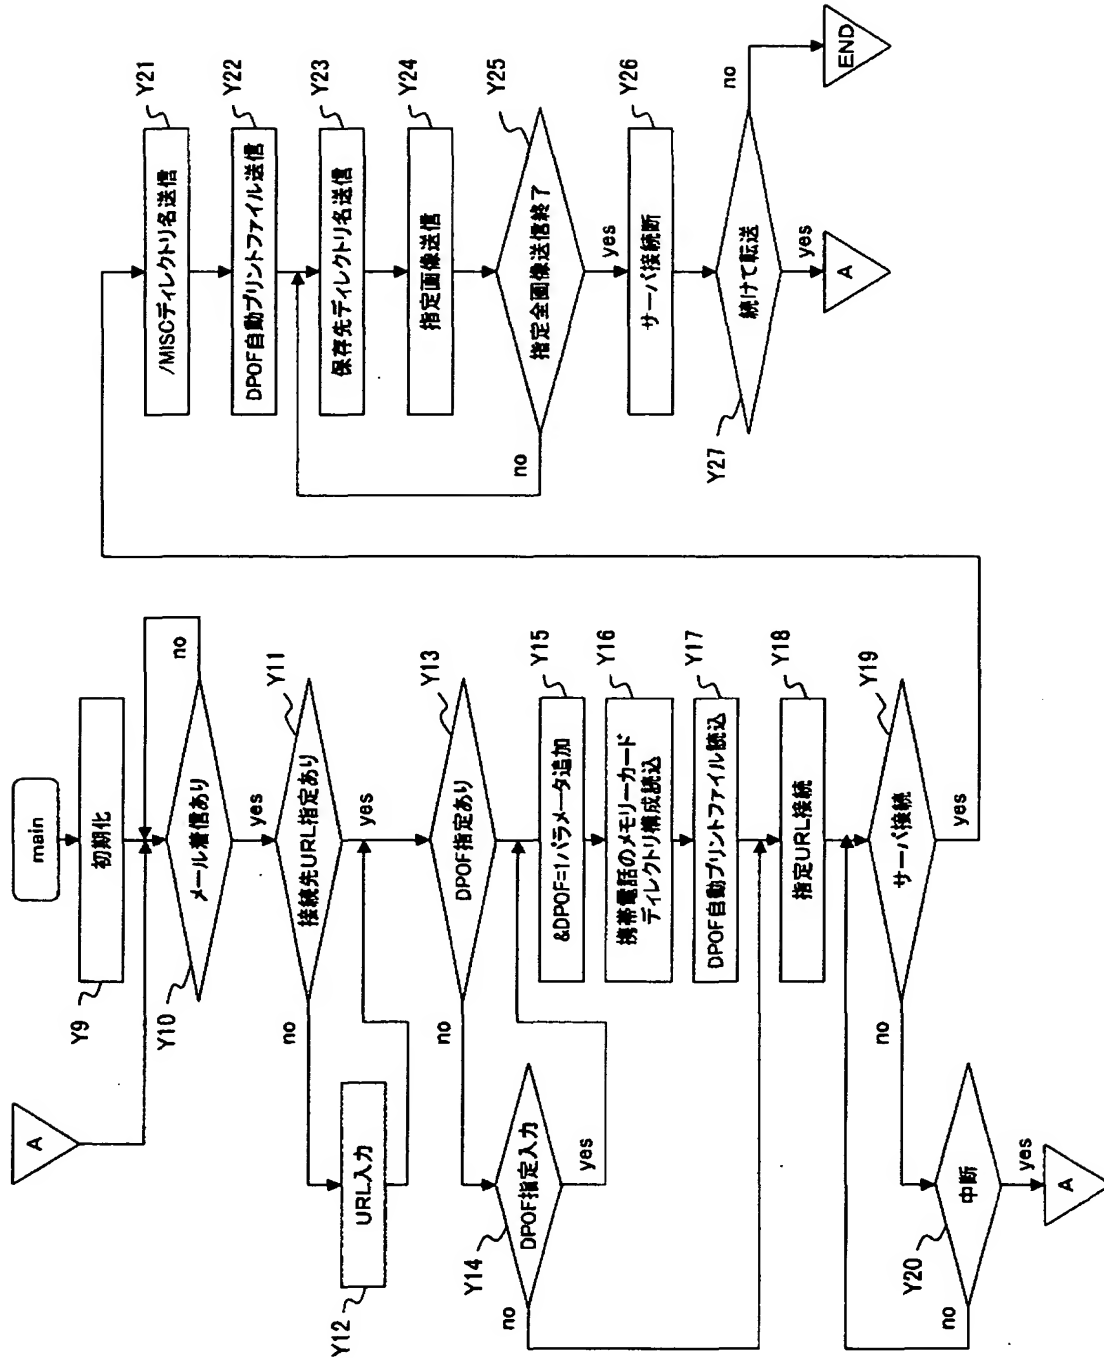 main
A
初期化
Y9
メール着信あり
Y10
no
yes
接続先URL指定あり
Y11
no
yes
URL入力
Y12
DPOF指定あり
Y13
no
DPOF指定入力
Y14
no
yes
&DPOF=1パラメータ追加
Y15
携帯電話のメモリーカード
ディレクトリ構成読込
Y16
DPOF自動プリントファイル読込
Y17
指定URL接続
Y18
サーバ接続
Y19
no
yes
中断
Y20
no
yes
A
/MISCディレクトリ名送信
Y21
DPOF自動プリントファイル送信
Y22
保存先ディレクトリ名送信
Y23
指定画像送信
Y24
指定全画像送信終了
Y25
no
yes
サーバ接続断
Y26
続けて転送
Y27
no
yes
A
END